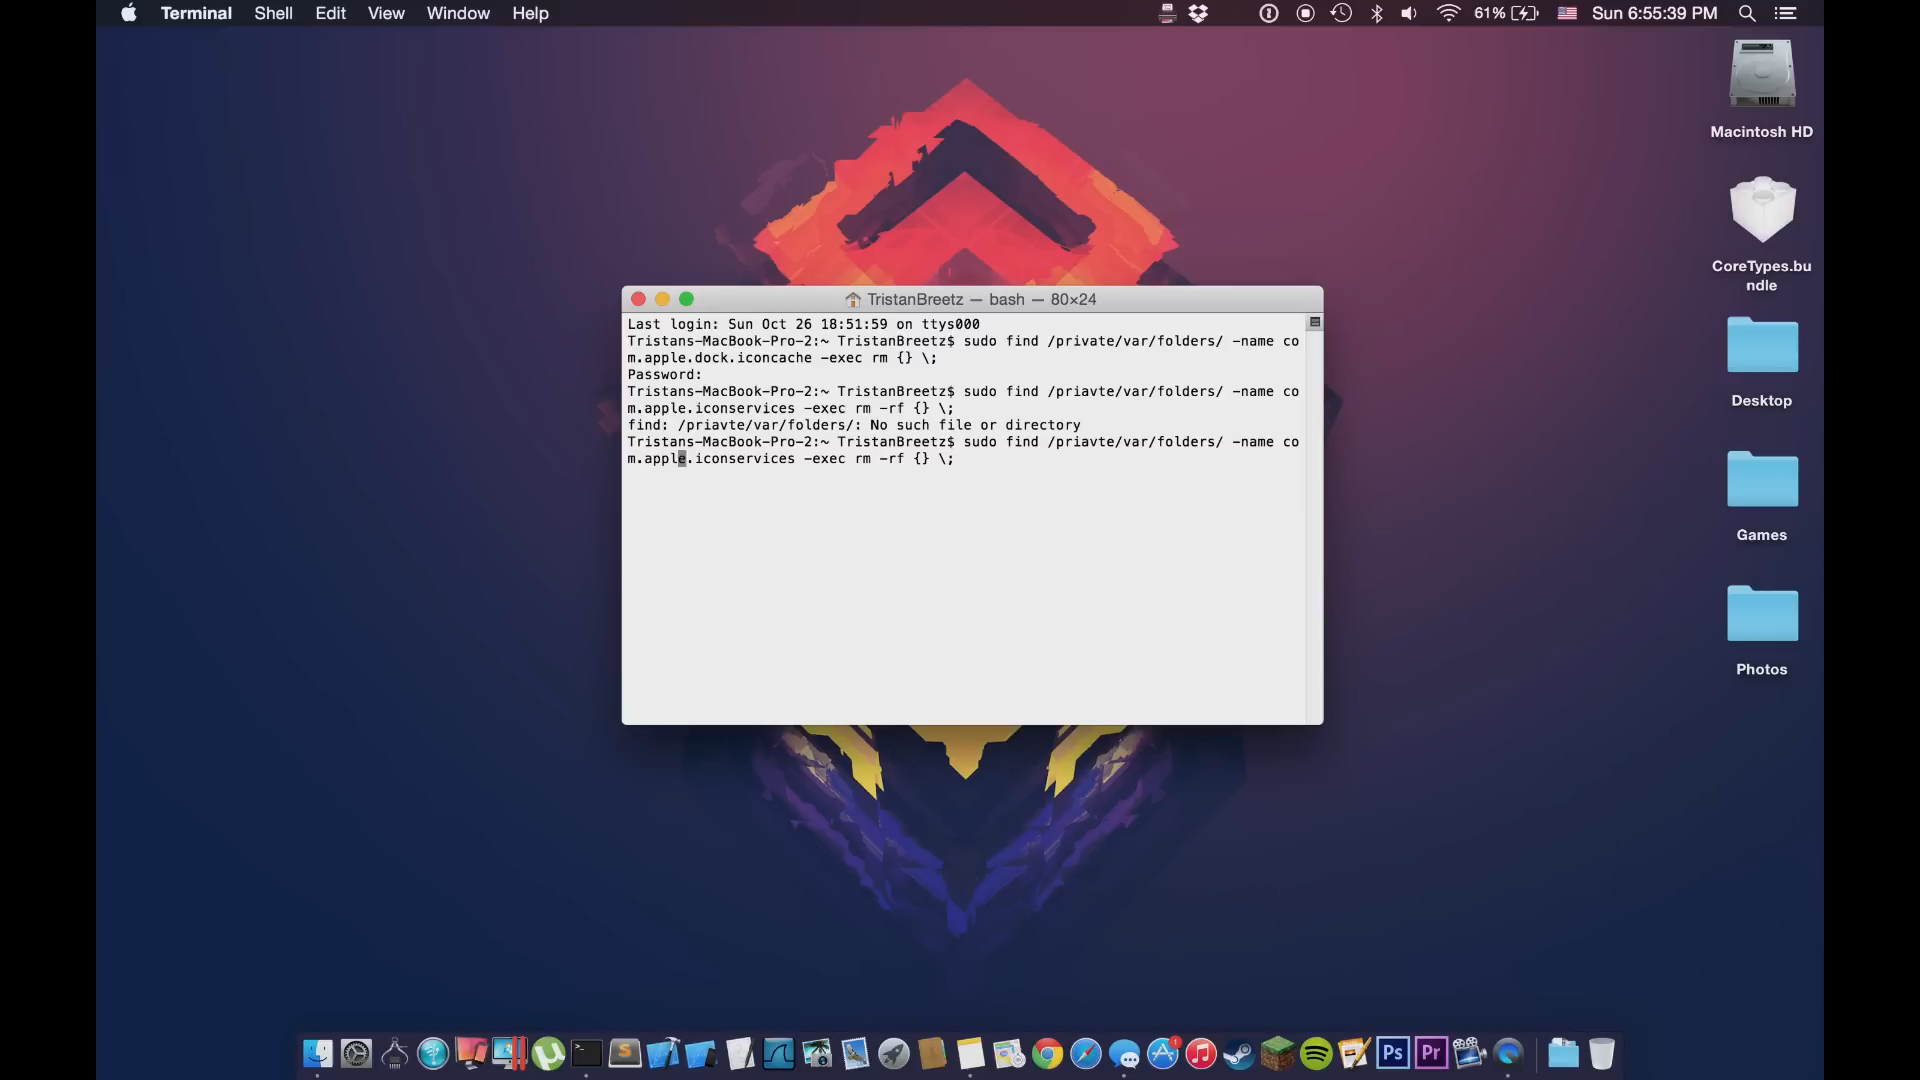 Terminal Shell Edit View Window Help 61% Sun 6:55:39 PM
Macintosh HD
CoreTypes.bu
ndle
Desktop
Games
Photos
TristanBreetz — bash — 80×24
Last login: Sun Oct 26 18:51:59 on ttys000
Tristans-MacBook-Pro-2:~ TristanBreetz$ sudo find /private/var/folders/ -name co
m.apple.dock.iconcache -exec rm {} \;
Password:
Tristans-MacBook-Pro-2:~ TristanBreetz$ sudo find /priavte/var/folders/ -name co
m.apple.iconservices -exec rm -rf {} \;
find: /priavte/var/folders/: No such file or directory
Tristans-MacBook-Pro-2:~ TristanBreetz$ sudo find /priavte/var/folders/ -name co
m.apple.iconservices -exec rm -rf {} \;
Ps Pr